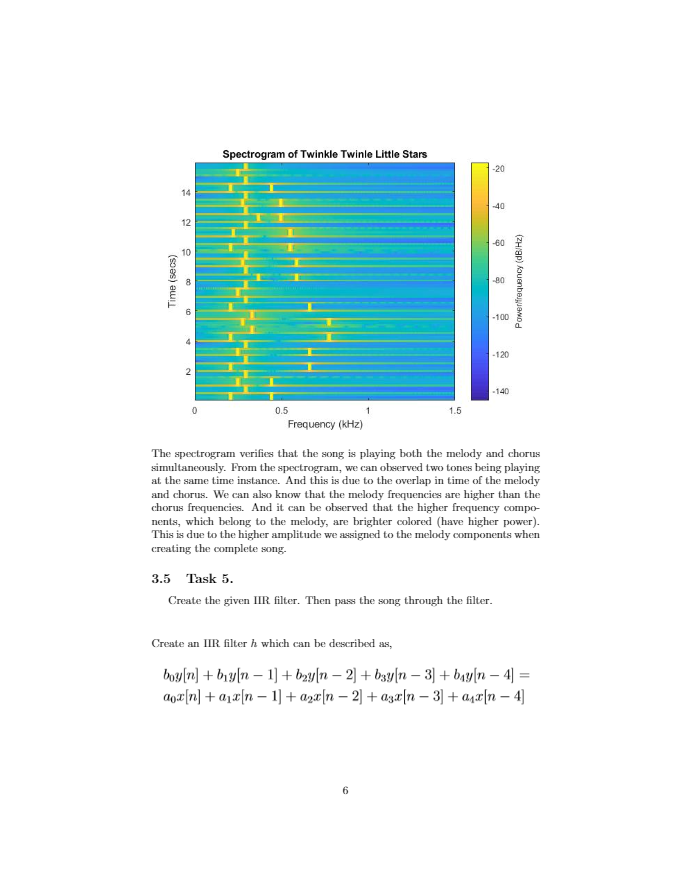 Spectrogram of Twinkle Twinle Little Stars
14
12
10
8
6
4
2
Time (secs)
0 0.5 1 1.5
Frequency (kHz)
-20
-40
-60
-80
-100
-120
-140
Power/frequency (dB/Hz)
The spectrogram verifies that the song is playing both the melody and chorus
simultaneously. From the spectrogram, we can observed two tones being playing
at the same time instance. And this is due to the overlap in time of the melody
and chorus. We can also know that the melody frequencies are higher than the
chorus frequencies. And it can be observed that the higher frequency compo-
nents, which belong to the melody, are brighter colored (have higher power).
This is due to the higher amplitude we assigned to the melody components when
creating the complete song.
3.5 Task 5.
Create the given IIR filter. Then pass the song through the filter.
Create an IIR filter h which can be described as,
b₀y[n] + b₁y[n − 1] + b₂y[n − 2] + b₃y[n − 3] + b₄y[n − 4] =
a₀x[n] + a₁x[n − 1] + a₂x[n − 2] + a₃x[n − 3] + a₄x[n − 4]
6